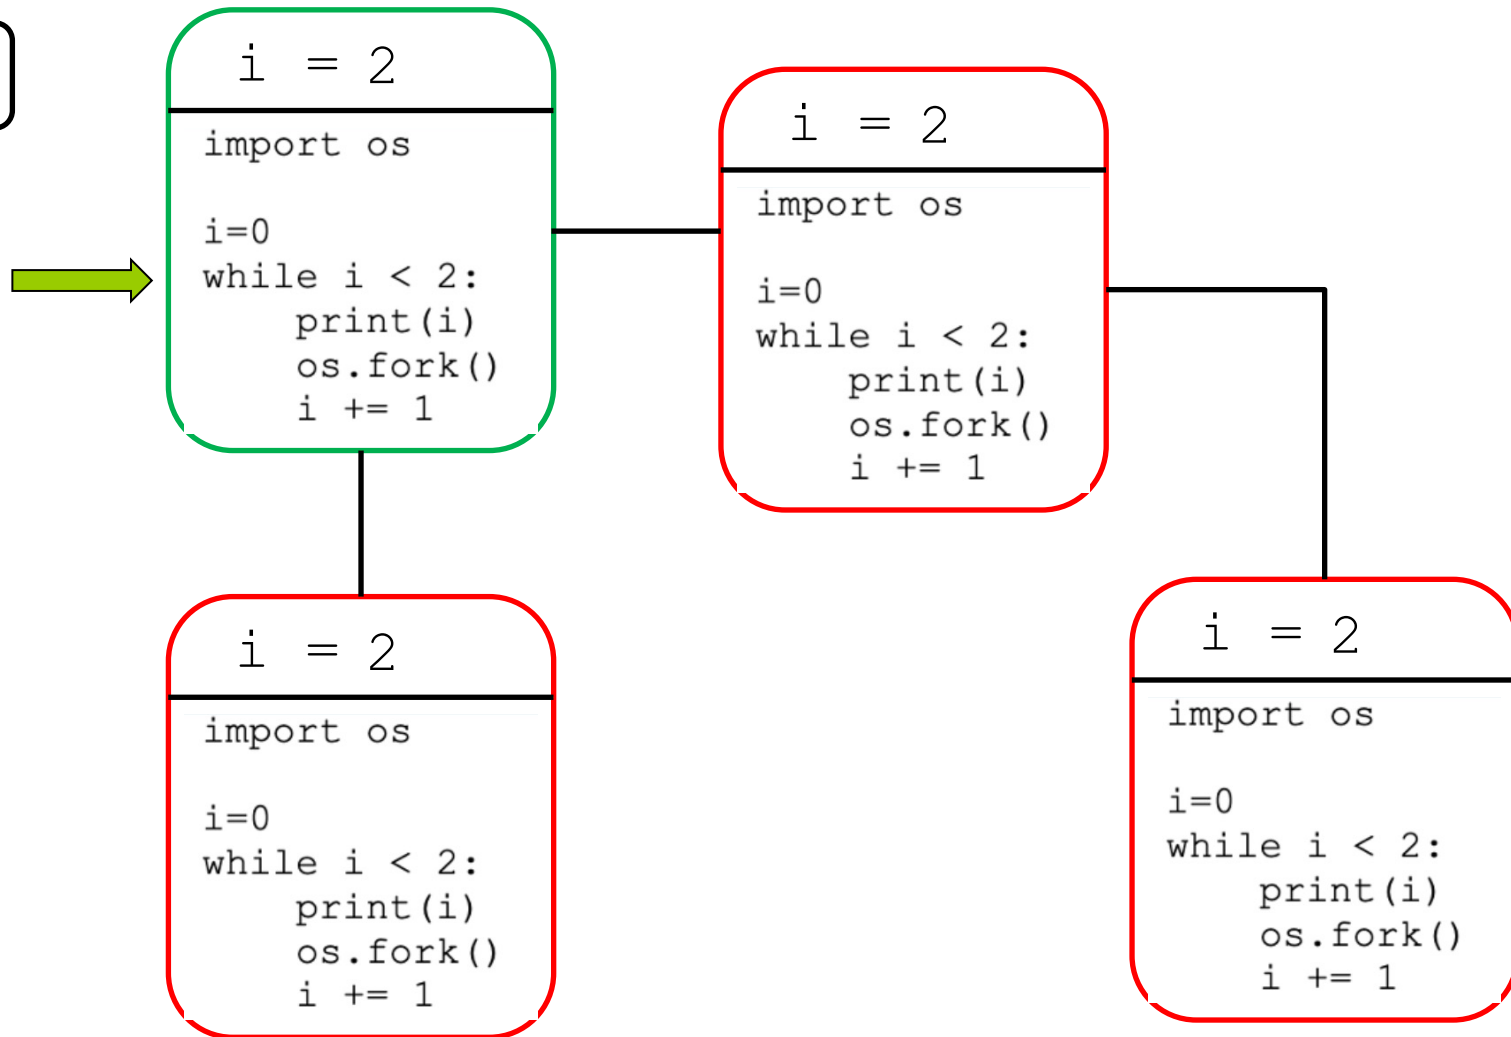 i = 2
import os
i=0
while i < 2:
print(i)
os.fork()
i += 1
i = 2
import os
i=0
while i < 2:
print(i)
os.fork()
i += 1
i = 2
import os
i=0
while i < 2:
print(i)
os.fork()
i += 1
i = 2
import os
i=0
while i < 2:
print(i)
os.fork()
i += 1